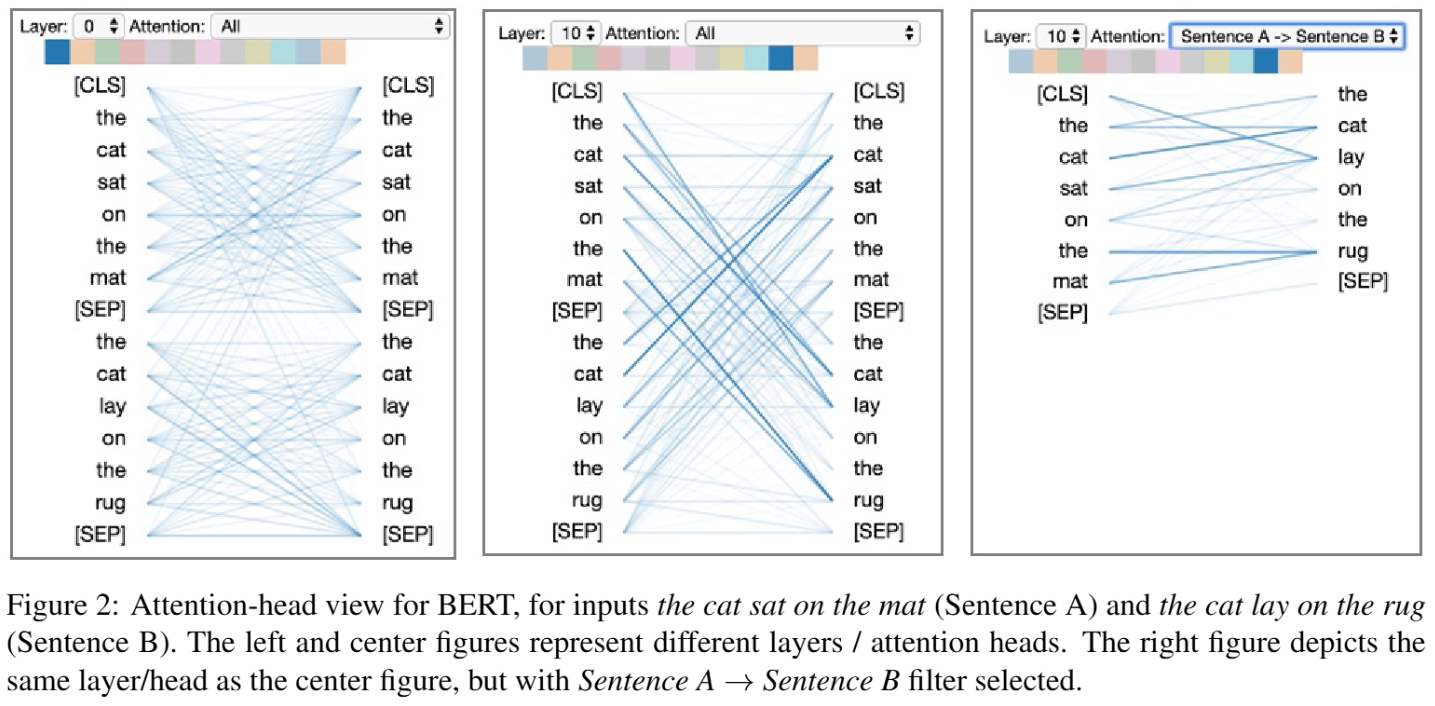 Layer: 0 Attention: All
[CLS] [CLS]
the the
cat cat
sat sat
on on
the the
mat mat
[SEP] [SEP]
the the
cat cat
lay lay
on on
the the
rug rug
[SEP] [SEP]
Layer: 10 Attention: All
[CLS] [CLS]
the the
cat cat
sat sat
on on
the the
mat mat
[SEP] [SEP]
the the
cat cat
lay lay
on on
the the
rug rug
[SEP] [SEP]
Layer: 10 Attention: Sentence A -> Sentence B
[CLS] the
the cat
cat lay
sat on
on the
the rug
mat [SEP]
[SEP]
Figure 2: Attention-head view for BERT, for inputs the cat sat on the mat (Sentence A) and the cat lay on the rug
(Sentence B). The left and center figures represent different layers / attention heads. The right figure depicts the
same layer/head as the center figure, but with Sentence A → Sentence B filter selected.